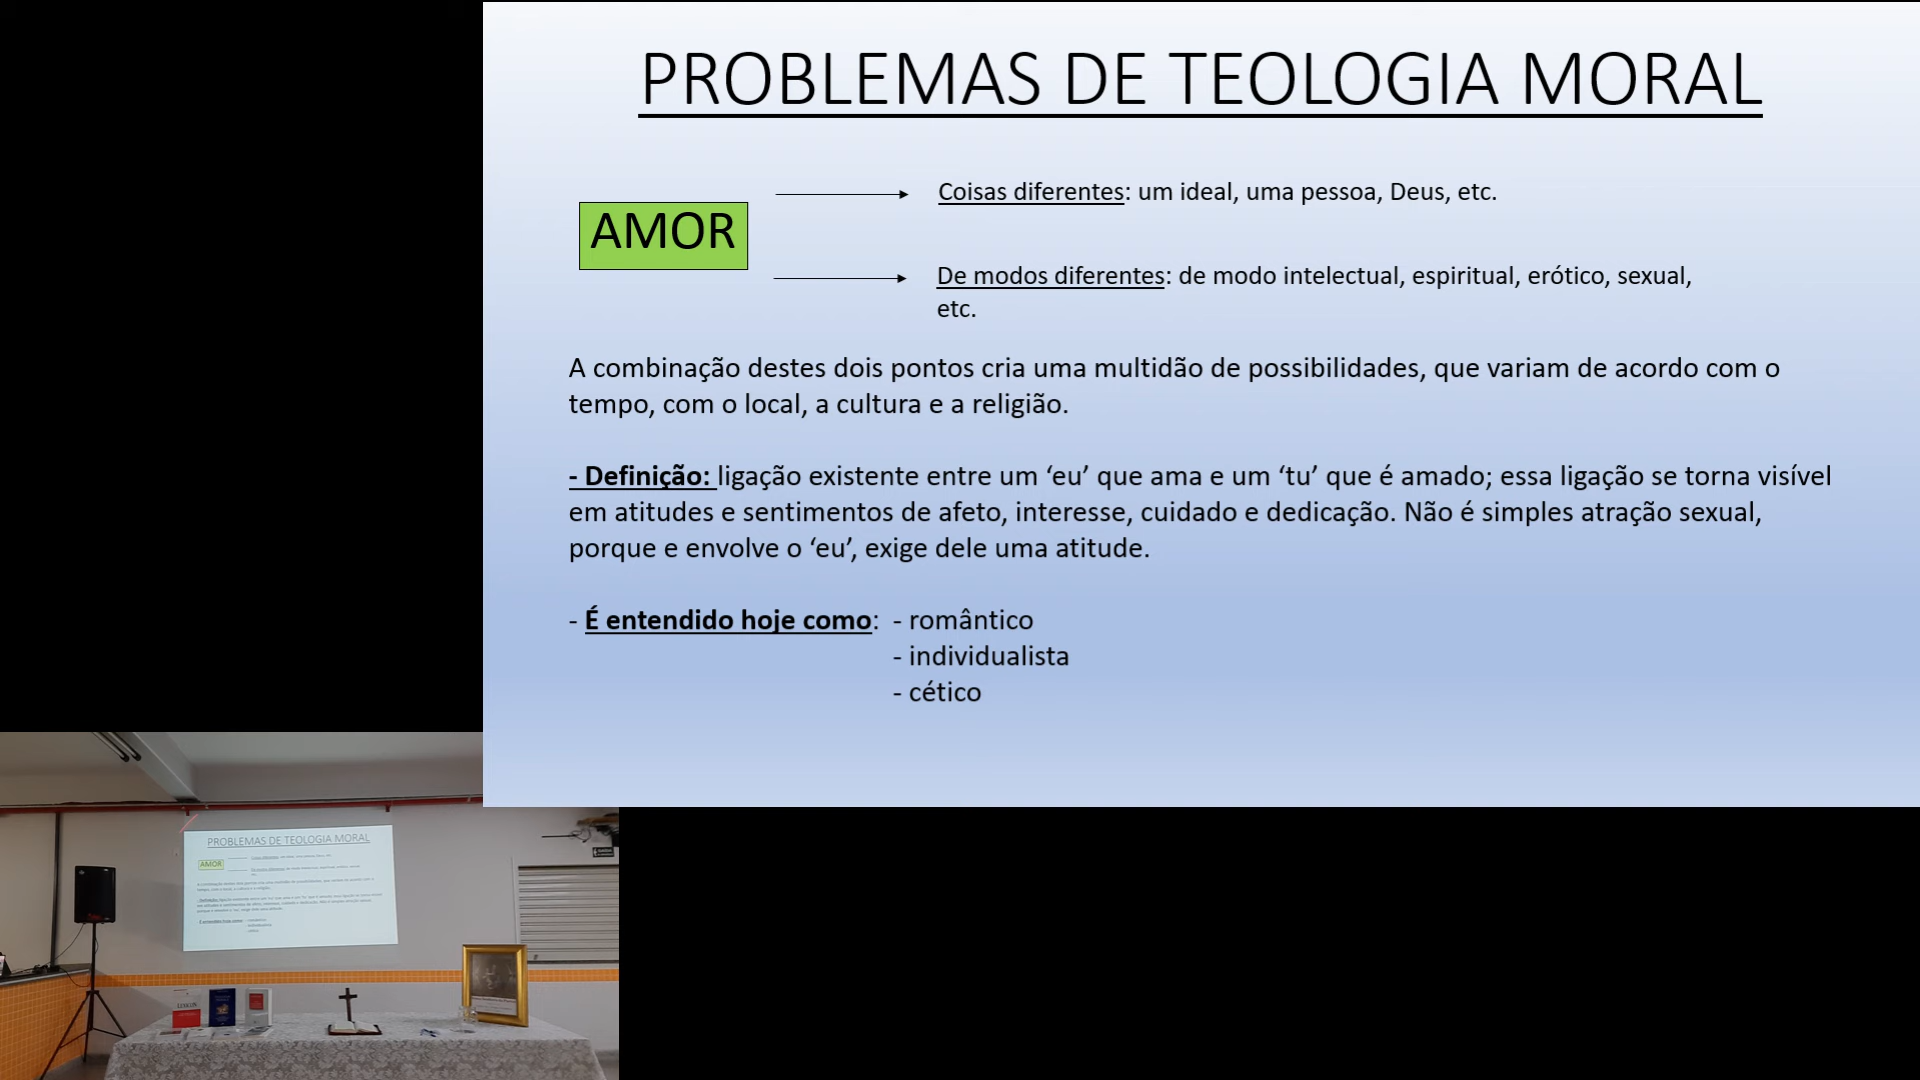 PROBLEMAS DE TEOLOGIA MORAL
AMOR
Coisas diferentes: um ideal, uma pessoa, Deus, etc.
De modos diferentes: de modo intelectual, espiritual, erótico, sexual,
etc.
A combinação destes dois pontos cria uma multidão de possibilidades, que variam de acordo com o
tempo, com o local, a cultura e a religião.
- Definição: ligação existente entre um ‘eu’ que ama e um ‘tu’ que é amado; essa ligação se torna visível
em atitudes e sentimentos de afeto, interesse, cuidado e dedicação. Não é simples atração sexual,
porque e envolve o ‘eu’, exige dele uma atitude.
- É entendido hoje como: - romântico
- individualista
- cético
PROBLEMAS DE TEOLOGIA MORAL
AMOR